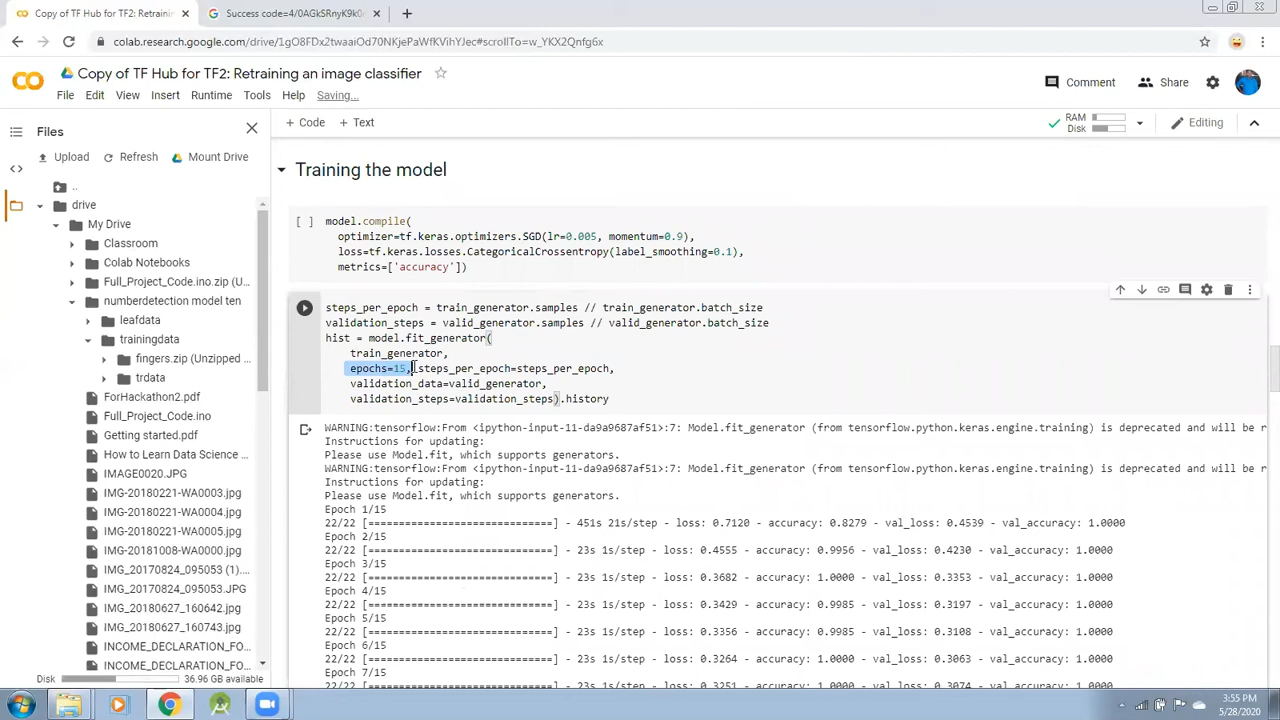 Copy of TF Hub for TF2: Retrainin
Success code=4/0AGkSRnyK9k0
colab.research.google.com/drive/1gO8FDx2twaaiOd70NKjePaWfKVihYJec#scrollTo=w_YKX2Qnfg6x
Copy of TF Hub for TF2: Retraining an image classifier
Comment
Share
File
Edit
View
Insert
Runtime
Tools
Help
Saving...
Files
Upload
Refresh
Mount Drive
+ Code
+ Text
RAM
Disk
Editing
..
drive
My Drive
Classroom
Colab Notebooks
Full_Project_Code.ino.zip (U...
numberdetection model ten
leafdata
trainingdata
fingers.zip (Unzipped ...
trdata
ForHackathon2.pdf
Full_Project_Code.ino
Getting started.pdf
How to Learn Data Science ...
IMAGE0020.JPG
IMG-20180221-WA0003.jpg
IMG-20180221-WA0004.jpg
IMG-20180221-WA0005.jpg
IMG-20181008-WA0000.jpg
IMG_20170824_095053 (1)....
IMG_20170824_095053.JPG
IMG_20180627_160642.jpg
IMG_20180627_160743.jpg
INCOME_DECLARATION_FO...
INCOME_DECLARATION_FO...
Disk
36.96 GB available
Training the model
[ ]
model.compile(
optimizer=tf.keras.optimizers.SGD(lr=0.005, momentum=0.9),
loss=tf.keras.losses.CategoricalCrossentropy(label_smoothing=0.1),
metrics=['accuracy'])
steps_per_epoch = train_generator.samples // train_generator.batch_size
validation_steps = valid_generator.samples // valid_generator.batch_size
hist = model.fit_generator(
train_generator,
epochs=15, steps_per_epoch=steps_per_epoch,
validation_data=valid_generator,
validation_steps=validation_steps).history
WARNING:tensorflow:From <ipython-input-11-da9a9687af51>:7: Model.fit_generator (from tensorflow.python.keras.engine.training) is deprecated and will be r
Instructions for updating:
Please use Model.fit, which supports generators.
WARNING:tensorflow:From <ipython-input-11-da9a9687af51>:7: Model.fit_generator (from tensorflow.python.keras.engine.training) is deprecated and will be r
Instructions for updating:
Please use Model.fit, which supports generators.
Epoch 1/15
22/22 [==============================] - 451s 21s/step - loss: 0.7120 - accuracy: 0.8279 - val_loss: 0.4539 - val_accuracy: 1.0000
Epoch 2/15
22/22 [==============================] - 23s 1s/step - loss: 0.4555 - accuracy: 0.9956 - val_loss: 0.4230 - val_accuracy: 1.0000
Epoch 3/15
22/22 [==============================] - 23s 1s/step - loss: 0.3682 - accuracy: 1.0000 - val_loss: 0.3353 - val_accuracy: 1.0000
Epoch 4/15
22/22 [==============================] - 23s 1s/step - loss: 0.3429 - accuracy: 0.9985 - val_loss: 0.3197 - val_accuracy: 1.0000
Epoch 5/15
22/22 [==============================] - 23s 1s/step - loss: 0.3356 - accuracy: 0.9985 - val_loss: 0.3108 - val_accuracy: 1.0000
Epoch 6/15
22/22 [==============================] - 23s 1s/step - loss: 0.3264 - accuracy: 1.0000 - val_loss: 0.3063 - val_accuracy: 1.0000
Epoch 7/15
22/22 [==============================] - 23s 1s/step - loss: 0.3251 - accuracy: 1.0000 - val_loss: 0.3074 - val_accuracy: 1.0000
3:55 PM
5/28/2020